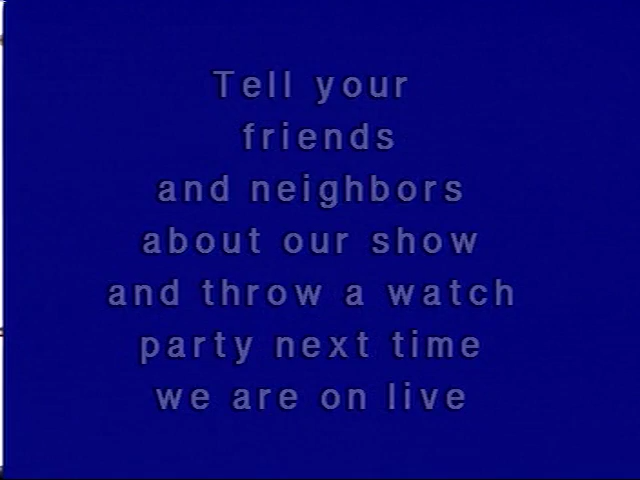 Tell your
friends
and neighbors
about our show
and throw a watch
party next time
we are on live